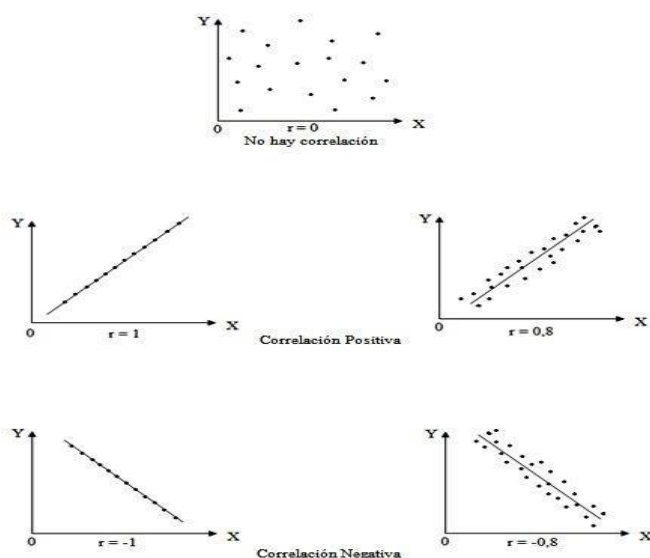 Y
X
0
r = 0
No hay correlación
Y
X
0
r = 1
Y
X
0
r = 0,8
Correlación Positiva
Y
X
0
r = -1
Y
X
0
r = -0,8
Correlación Negativa